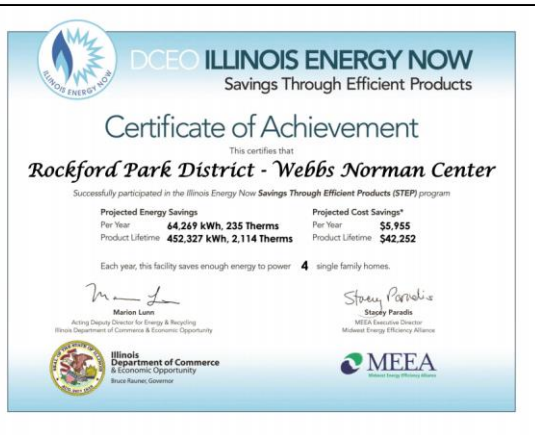 DCEO ILLINOIS ENERGY NOW
Savings Through Efficient Products
ILLINOIS ENERGY NOW
Certificate of Achievement
This certifies that
Rockford Park District - Webbs Norman Center
Successfully participated in the Illinois Energy Now Savings Through Efficient Products (STEP) program
Projected Energy Savings
Per Year 64,269 kWh, 235 Therms
Product Lifetime 452,327 kWh, 2,114 Therms
Projected Cost Savings*
Per Year $5,955
Product Lifetime $42,252
Each year, this facility saves enough energy to power 4 single family homes.
Marion Lunn
Acting Deputy Director for Energy & Recycling
Illinois Department of Commerce & Economic Opportunity
Stacey Paradis
Stacey Paradis
MEEA Executive Director
Midwest Energy Efficiency Alliance
Illinois
Department of Commerce
& Economic Opportunity
Bruce Rauner, Governor
MEEA
Midwest Energy Efficiency Alliance